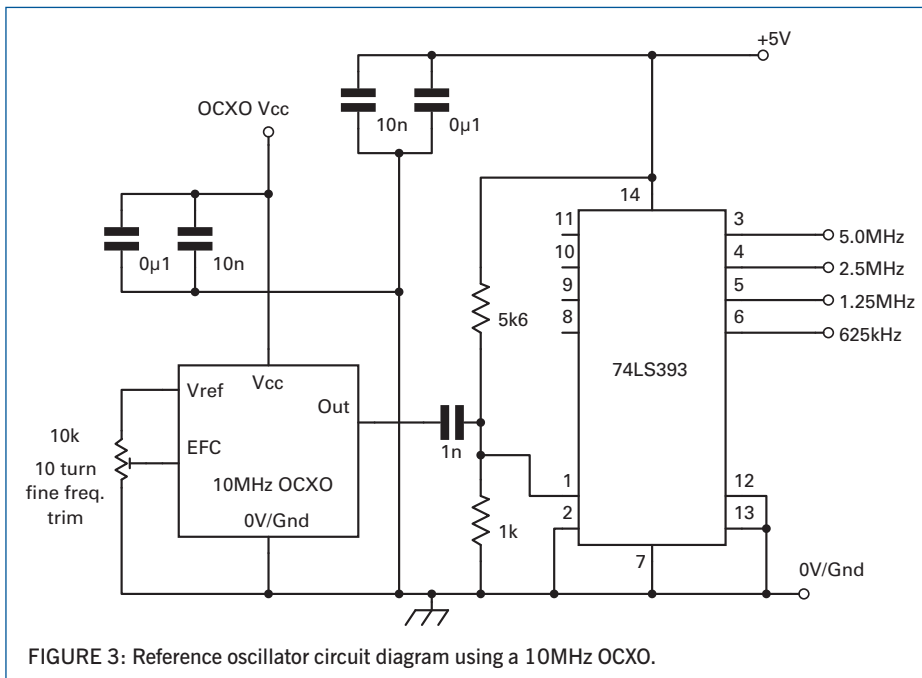 +5V
OCXO Vcc
10n
0µ1
14
0µ1
10n
11
10
9
8
3
4
5
6
5.0MHz
2.5MHz
1.25MHz
625kHz
5k6
74LS393
Vref
Vcc
Out
EFC
10MHz OCXO
0V/Gnd
10k
10 turn
fine freq.
trim
1n
1k
1
2
12
13
7
0V/Gnd
FIGURE 3: Reference oscillator circuit diagram using a 10MHz OCXO.